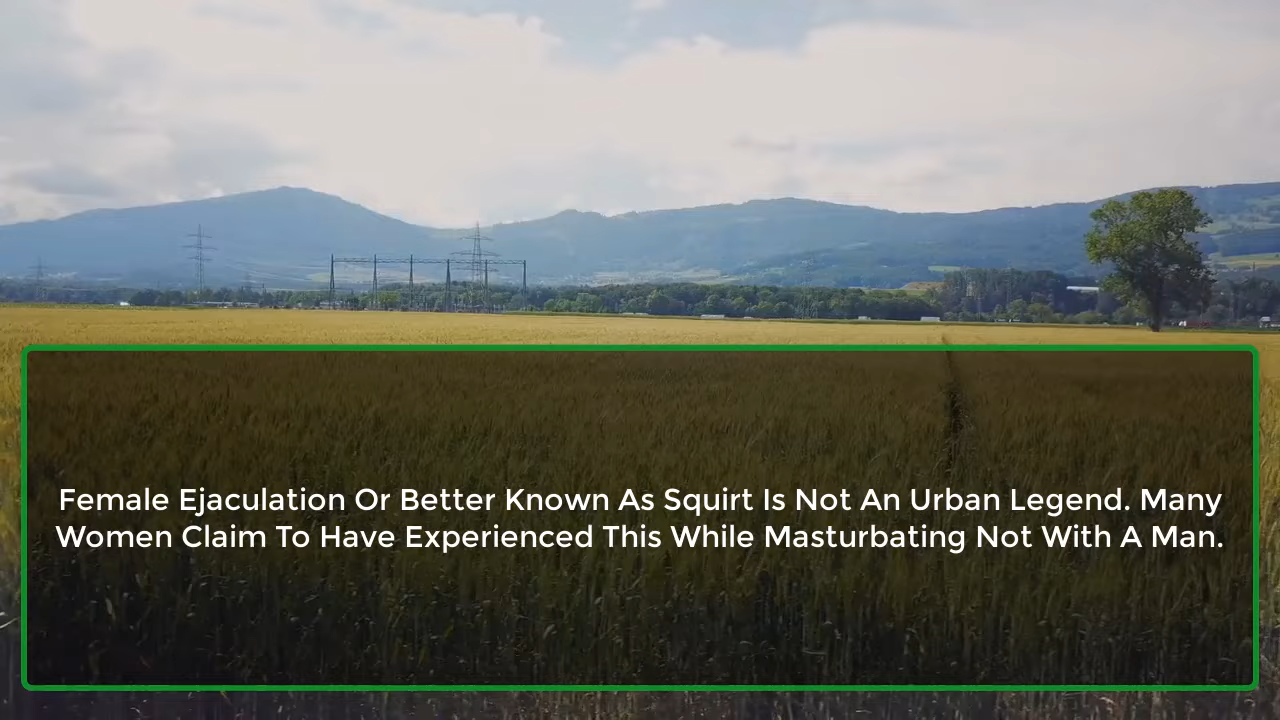 Female Ejaculation Or Better Known As Squirt Is Not An Urban Legend. Many
Women Claim To Have Experienced This While Masturbating Not With A Man.